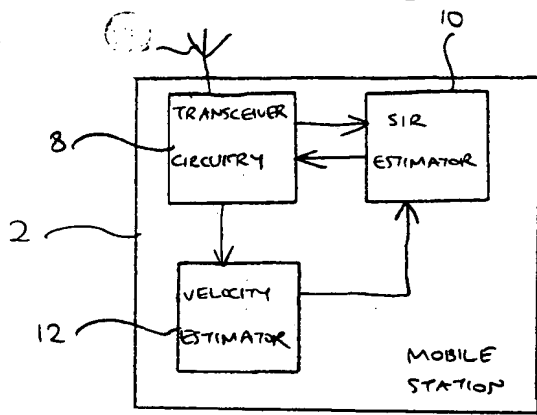 10
TRANSCEIVER
CIRCUITRY
SIR
ESTIMATOR
8
2
VELOCITY
ESTIMATOR
12
MOBILE
STATION